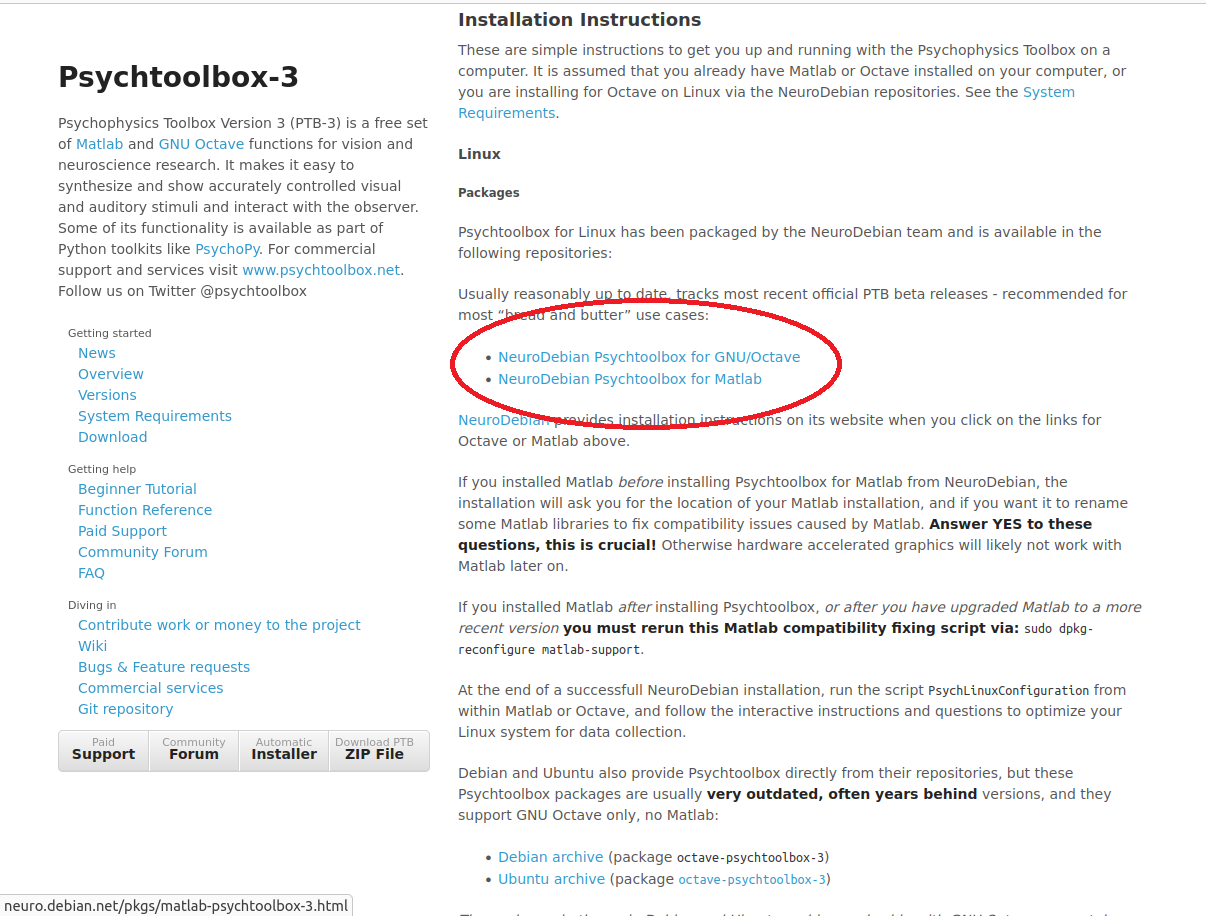 Psychtoolbox-3
Psychophysics Toolbox Version 3 (PTB-3) is a free set
of Matlab and GNU Octave functions for vision and
neuroscience research. It makes it easy to
synthesize and show accurately controlled visual
and auditory stimuli and interact with the observer.
Some of its functionality is available as part of
Python toolkits like PsychoPy. For commercial
support and services visit www.psychtoolbox.net.
Follow us on Twitter @psychtoolbox
Getting started
News
Overview
Versions
System Requirements
Download
Getting help
Beginner Tutorial
Function Reference
Paid Support
Community Forum
FAQ
Diving in
Contribute work or money to the project
Wiki
Bugs & Feature requests
Commercial services
Git repository
Paid
Support
Community
Forum
Automatic
Installer
Download PTB
ZIP File
Installation Instructions
These are simple instructions to get you up and running with the Psychophysics Toolbox on a
computer. It is assumed that you already have Matlab or Octave installed on your computer, or
you are installing for Octave on Linux via the NeuroDebian repositories. See the System
Requirements.
Linux
Packages
Psychtoolbox for Linux has been packaged by the NeuroDebian team and is available in the
following repositories:
Usually reasonably up to date, tracks most recent official PTB beta releases - recommended for
most “bread and butter” use cases:
• NeuroDebian Psychtoolbox for GNU/Octave
• NeuroDebian Psychtoolbox for Matlab
NeuroDebian provides installation instructions on its website when you click on the links for
Octave or Matlab above.
If you installed Matlab before installing Psychtoolbox for Matlab from NeuroDebian, the
installation will ask you for the location of your Matlab installation, and if you want it to rename
some Matlab libraries to fix compatibility issues caused by Matlab. Answer YES to these
questions, this is crucial! Otherwise hardware accelerated graphics will likely not work with
Matlab later on.
If you installed Matlab after installing Psychtoolbox, or after you have upgraded Matlab to a more
recent version you must rerun this Matlab compatibility fixing script via: sudo dpkg-
reconfigure matlab-support.
At the end of a successfull NeuroDebian installation, run the script PsychLinuxConfiguration from
within Matlab or Octave, and follow the interactive instructions and questions to optimize your
Linux system for data collection.
Debian and Ubuntu also provide Psychtoolbox directly from their repositories, but these
Psychtoolbox packages are usually very outdated, often years behind versions, and they
support GNU Octave only, no Matlab:
• Debian archive (package octave-psychtoolbox-3)
• Ubuntu archive (package octave-psychtoolbox-3)
neuro.debian.net/pkgs/matlab-psychtoolbox-3.html